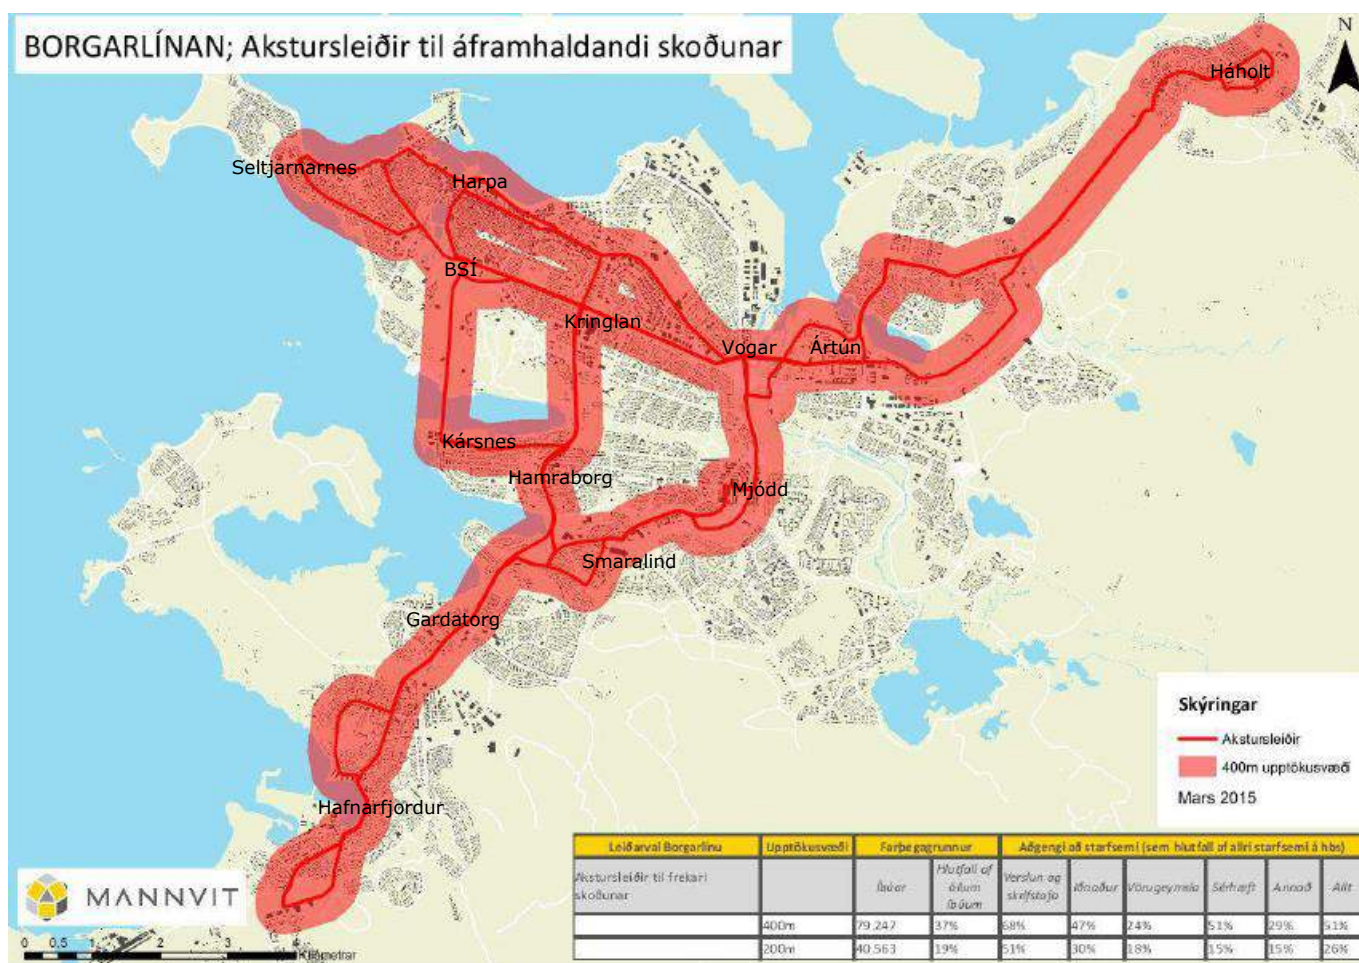 BORGARLÍNAN; Akstursleiðir til áframhaldandi skoðunar
N
Háholt
Seltjarnarnes
Harpa
BSÍ
Kringlan
Vogar
Ártún
Kársnes
Hamraborg
Mjódd
Smaralind
Gardatorg
Hafnarfjordur
Skýringar
Akstursleiðir
400m upptökusvæði
Mars 2015
MANNVIT
0 0,5 1 2 3 4
Kílómetrar
Leiðarval Borgarlínu Upptökusvæði Farþegagrunnur Aðgengi að starfsemi (sem hlutfall af allri starfsemi á hbs)
Akstursleiðir til frekari skoðunar Íbúar Hlutfall af öllum íbúum Verslun og skrifstofa Iðnaður Vörugeymsla Sérhæft Annað Allt
400m 79.247 37% 68% 47% 24% 51% 29% 51%
200m 40.563 19% 51% 30% 18% 15% 15% 26%